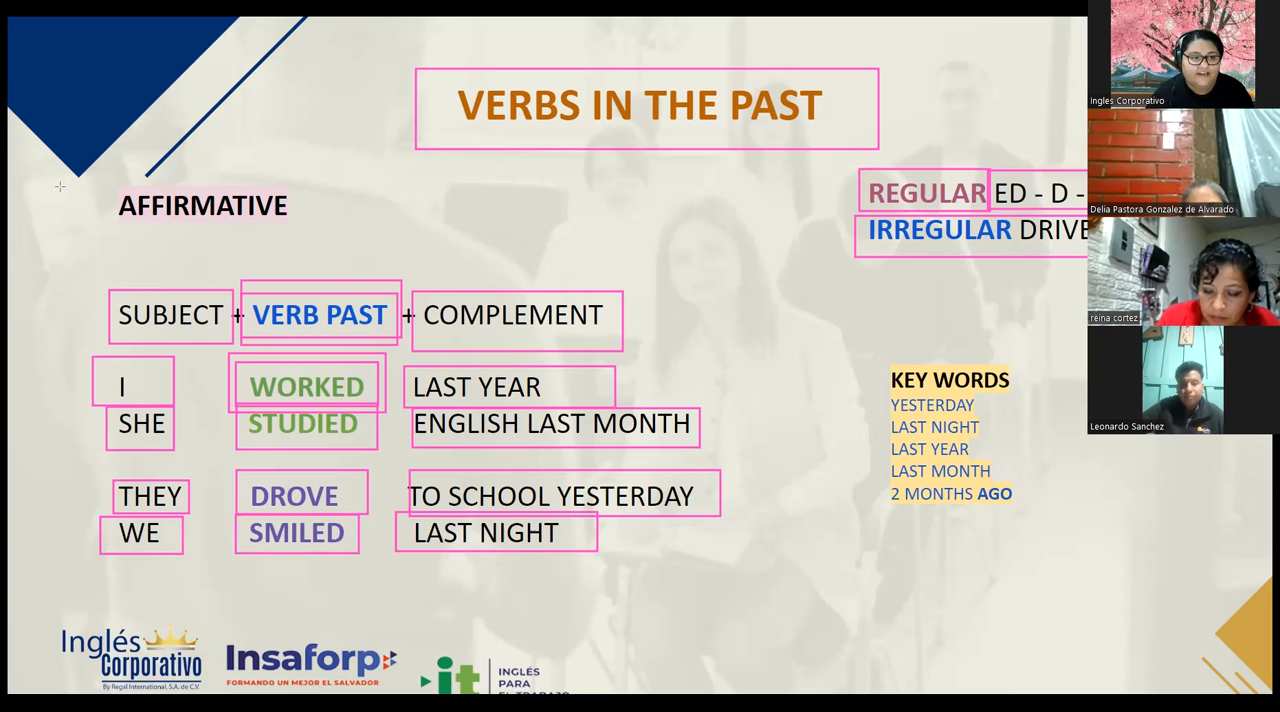 VERBS IN THE PAST
AFFIRMATIVE
REGULAR ED - D -
IRREGULAR DRIVE
SUBJECT + VERB PAST + COMPLEMENT
I WORKED LAST YEAR
SHE STUDIED ENGLISH LAST MONTH
THEY DROVE TO SCHOOL YESTERDAY
WE SMILED LAST NIGHT
KEY WORDS
YESTERDAY
LAST NIGHT
LAST YEAR
LAST MONTH
2 MONTHS AGO
Inglés
Corporativo
By Regal International, S.A. de C.V.
Insaforp
FORMANDO UN MEJOR EL SALVADOR
it
INGLÉS
PARA
EL TRABAJO
Ingles Corporativo
Delia Pastora Gonzalez de Alvarado
reina cortez
Leonardo Sanchez